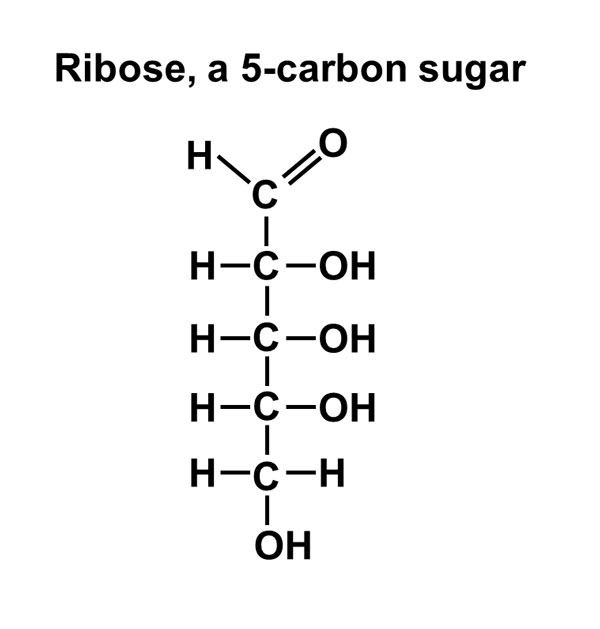 Ribose, a 5-carbon sugar
H O
C
H C OH
H C OH
H C OH
H C H
OH